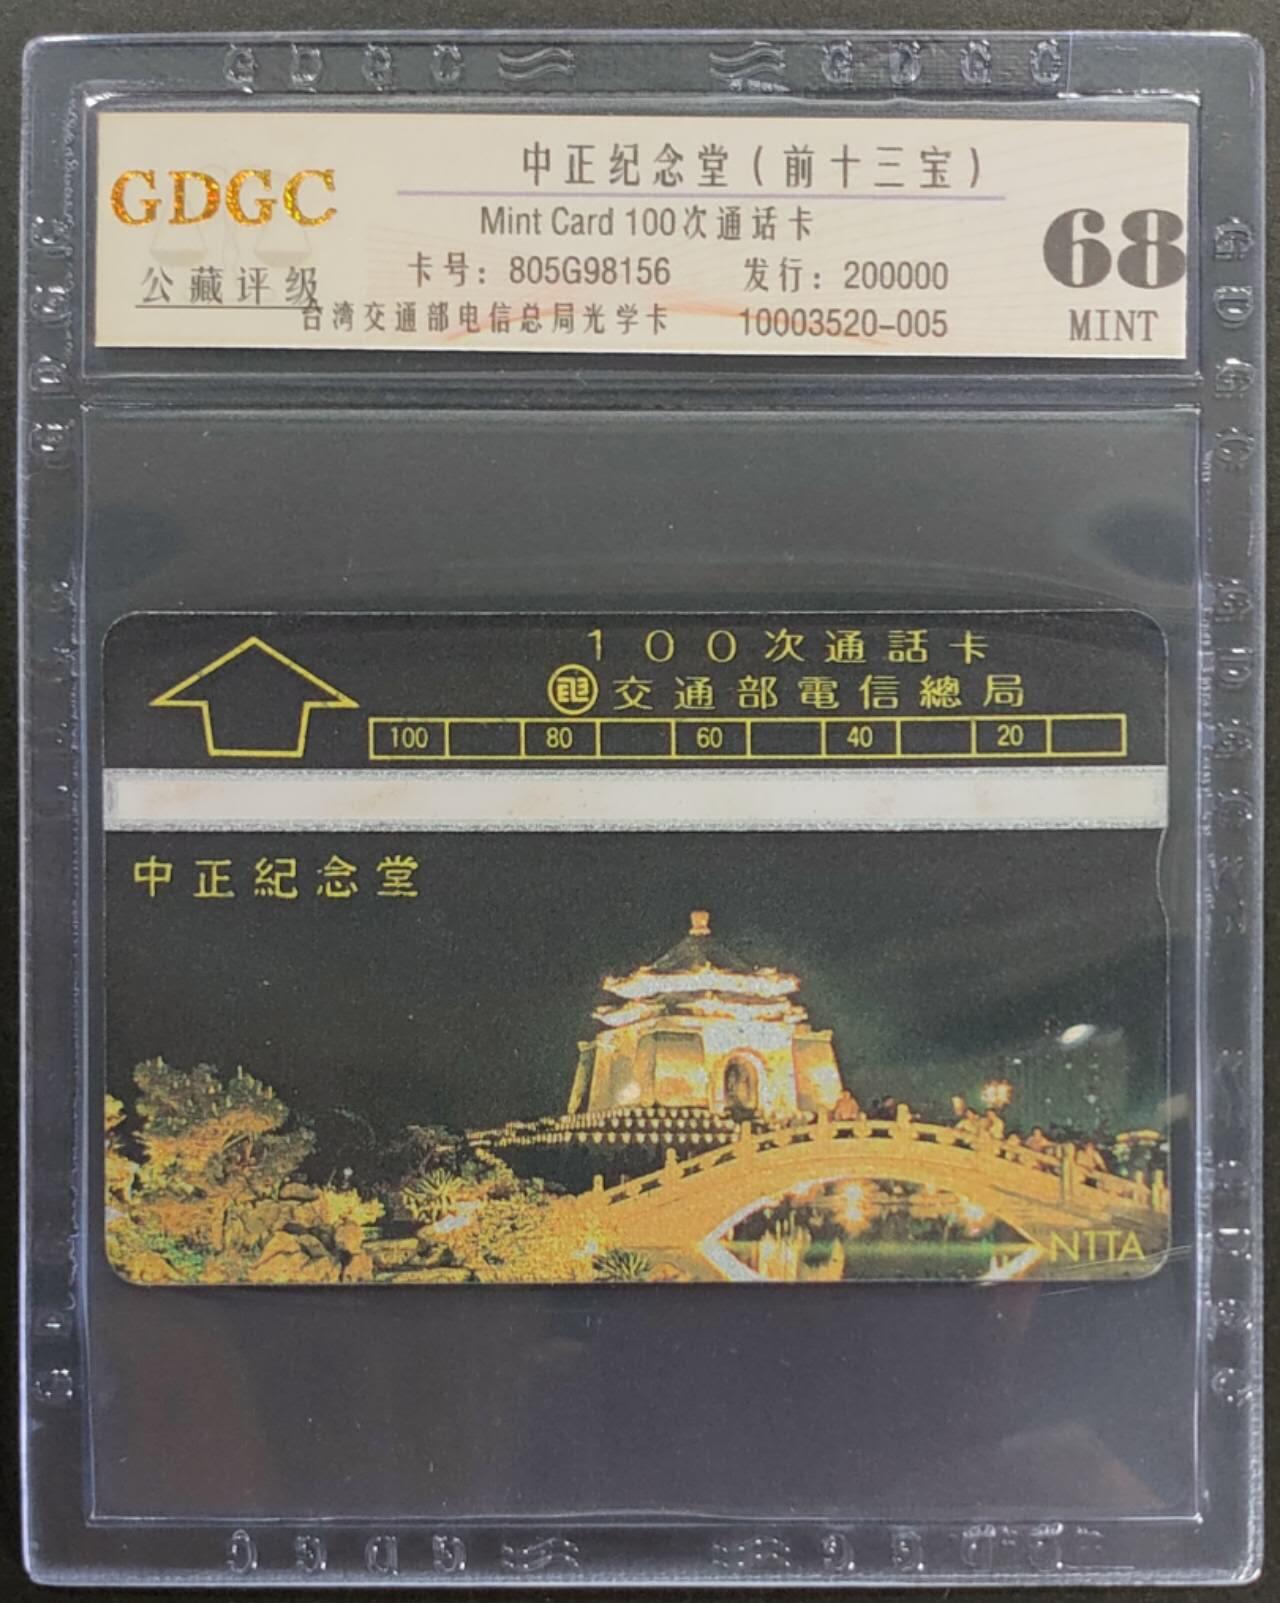 GDGC GDGC
中正纪念堂（前十三宝）
GDGC
Mint Card 100次通话卡
68
公藏评级
卡号：805G98156 发行：200000
台湾交通部电信总局光学卡 10003520-005
MINT
100次通話卡
交通部電信總局
100 80 60 40 20
中正紀念堂